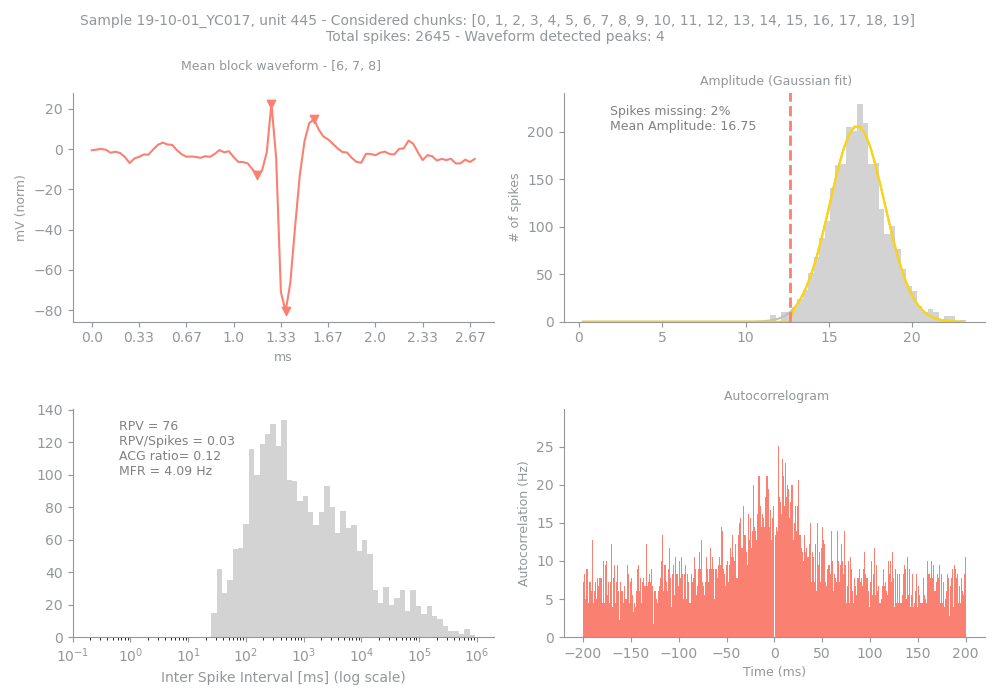 Sample 19-10-01_YC017, unit 445 - Considered chunks: [0, 1, 2, 3, 4, 5, 6, 7, 8, 9, 10, 11, 12, 13, 14, 15, 16, 17, 18, 19]
Total spikes: 2645 - Waveform detected peaks: 4
Mean block waveform - [6, 7, 8]
20
0
−20
−40
−60
−80
mV (norm)
0.0 0.33 0.67 1.0 1.33 1.67 2.0 2.33 2.67
ms
Amplitude (Gaussian fit)
Spikes missing: 2%
Mean Amplitude: 16.75
200
150
100
50
0
# of spikes
0 5 10 15 20
140
120
100
80
60
40
20
0
RPV = 76
RPV/Spikes = 0.03
ACG ratio= 0.12
MFR = 4.09 Hz
10⁻¹ 10⁰ 10¹ 10² 10³ 10⁴ 10⁵ 10⁶
Inter Spike Interval [ms] (log scale)
Autocorrelogram
25
20
15
10
5
0
Autocorrelation (Hz)
−200 −150 −100 −50 0 50 100 150 200
Time (ms)